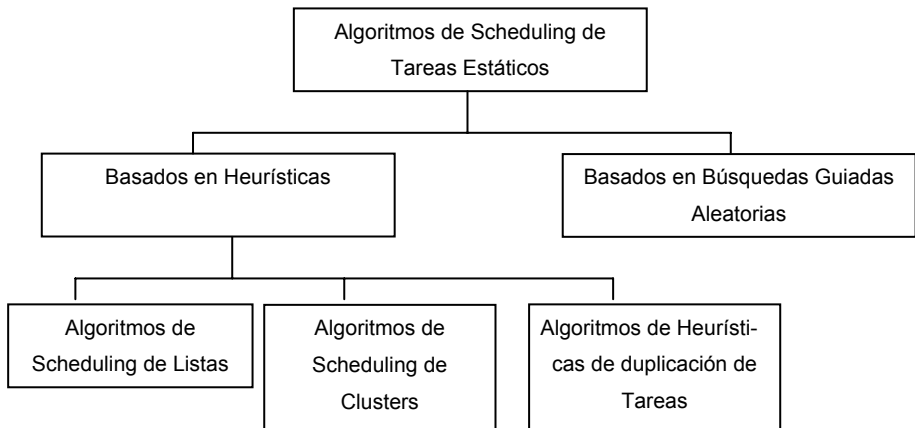 Algoritmos de Scheduling de
Tareas Estáticos
Basados en Heurísticas
Basados en Búsquedas Guiadas
Aleatorias
Algoritmos de
Scheduling de Listas
Algoritmos de
Scheduling de
Clusters
Algoritmos de Heurísti-
cas de duplicación de
Tareas